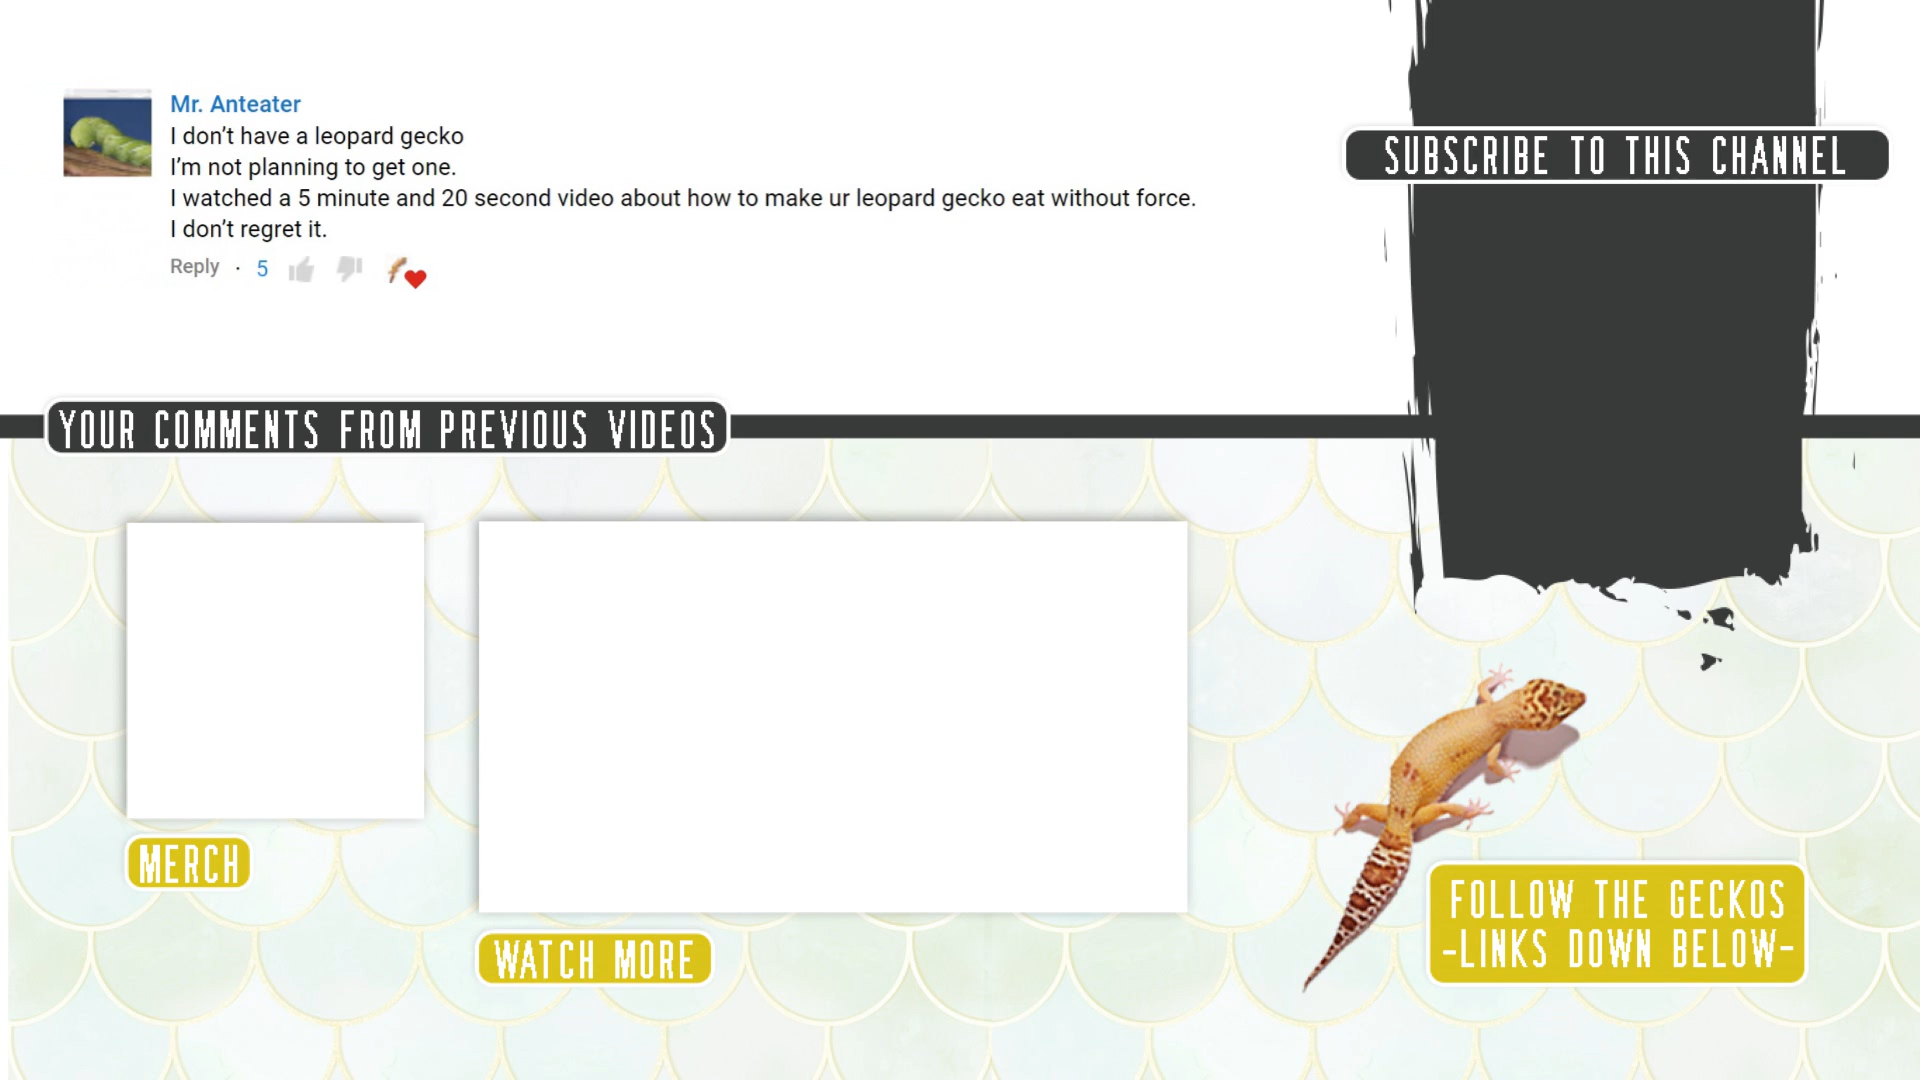 Mr. Anteater
I don’t have a leopard gecko
I’m not planning to get one.
I watched a 5 minute and 20 second video about how to make ur leopard gecko eat without force.
I don’t regret it.
Reply · 5
SUBSCRIBE TO THIS CHANNEL
YOUR COMMENTS FROM PREVIOUS VIDEOS
MERCH
WATCH MORE
FOLLOW THE GECKOS
-LINKS DOWN BELOW-